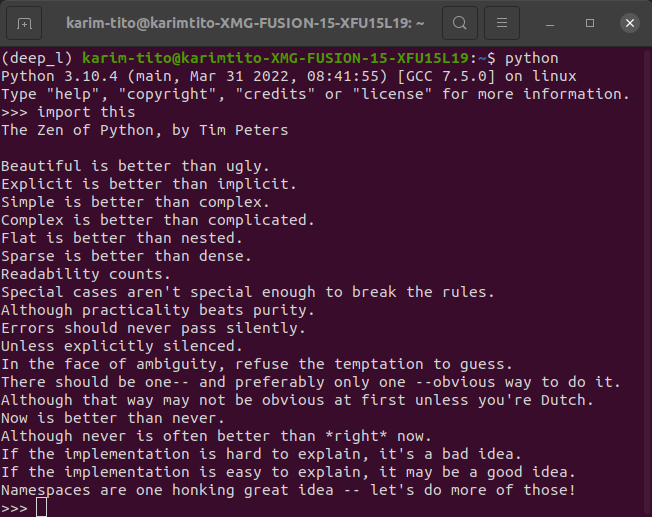 karim-tito@karimtito-XMG-FUSION-15-XFU15L19: ~
(deep_l) karim-tito@karimtito-XMG-FUSION-15-XFU15L19:~$ python
Python 3.10.4 (main, Mar 31 2022, 08:41:55) [GCC 7.5.0] on linux
Type "help", "copyright", "credits" or "license" for more information.
>>> import this
The Zen of Python, by Tim Peters

Beautiful is better than ugly.
Explicit is better than implicit.
Simple is better than complex.
Complex is better than complicated.
Flat is better than nested.
Sparse is better than dense.
Readability counts.
Special cases aren't special enough to break the rules.
Although practicality beats purity.
Errors should never pass silently.
Unless explicitly silenced.
In the face of ambiguity, refuse the temptation to guess.
There should be one-- and preferably only one --obvious way to do it.
Although that way may not be obvious at first unless you're Dutch.
Now is better than never.
Although never is often better than *right* now.
If the implementation is hard to explain, it's a bad idea.
If the implementation is easy to explain, it may be a good idea.
Namespaces are one honking great idea -- let's do more of those!
>>>